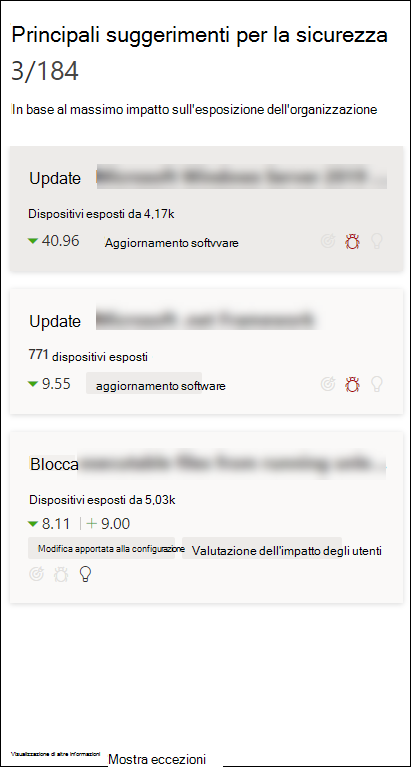 Principali suggerimenti per la sicurezza
3/184
In base al massimo impatto sull'esposizione dell'organizzazione
Update
Dispositivi esposti da 4,17k
40.96 Aggiornamento softvvare
Update
771 dispositivi esposti
9.55 aggiornamento software
Blocca
Dispositivi esposti da 5,03k
8.11 + 9.00
Modifica apportata alla configurazione Valutazione dell'impatto degli utenti
Visualizzazione di altre informazioni
Mostra eccezioni